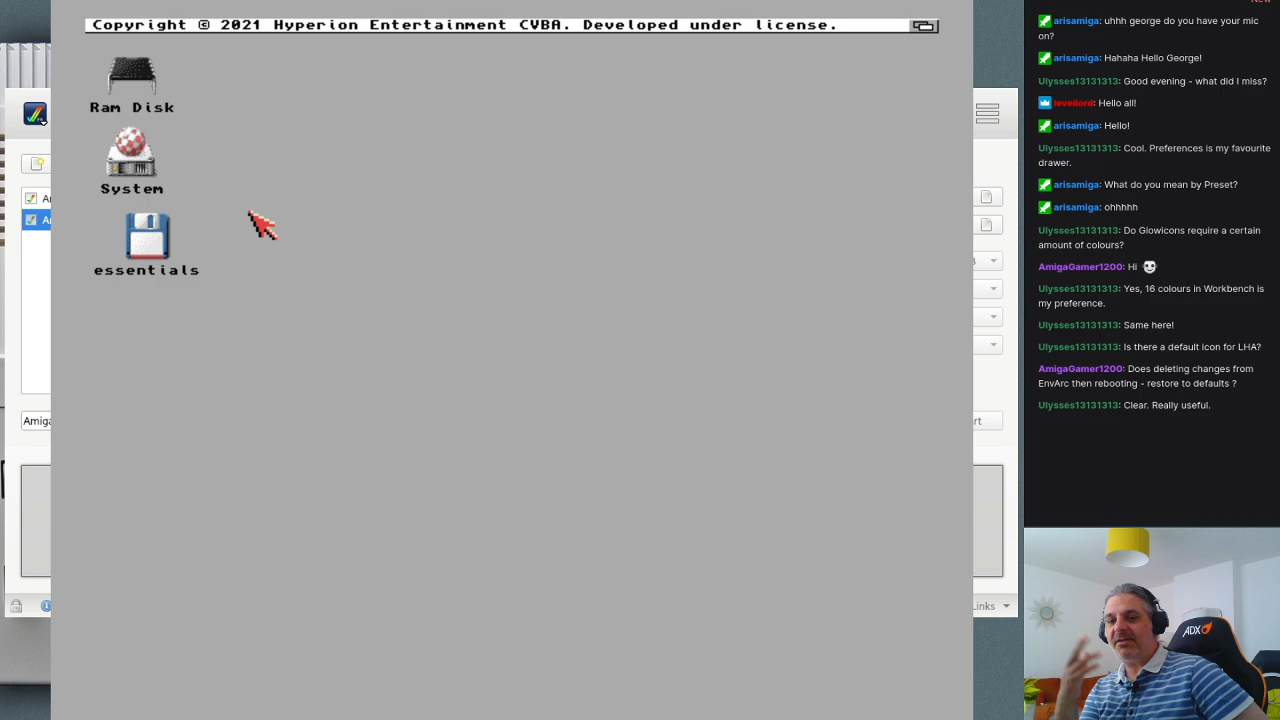 Copyright © 2021 Hyperion Entertainment CVBA. Developed under license.
Ram Disk
System
essentials
Amiga
rt
Links
New
arisamiga: uhhh george do you have your mic
on?
arisamiga: Hahaha Hello George!
Ulysses13131313: Good evening - what did I miss?
Hello all!
arisamiga: Hello!
Ulysses13131313: Cool. Preferences is my favourite
drawer.
arisamiga: What do you mean by Preset?
arisamiga: ohhhhh
Ulysses13131313: Do Glowicons require a certain
amount of colours?
AmigaGamer1200: Hi
Ulysses13131313: Yes, 16 colours in Workbench is
my preference.
Ulysses13131313: Same here!
Ulysses13131313: Is there a default icon for LHA?
AmigaGamer1200: Does deleting changes from
EnvArc then rebooting - restore to defaults ?
Ulysses13131313: Clear. Really useful.
ADX